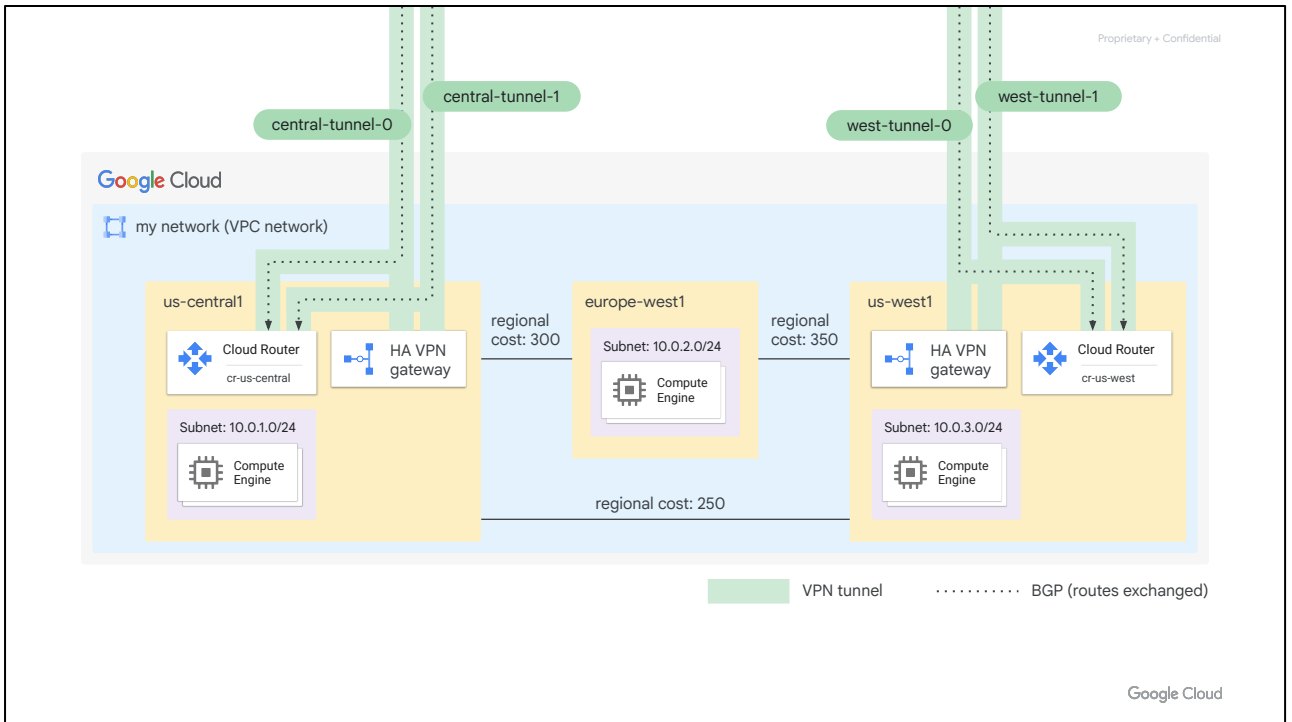 Proprietary + Confidential
central-tunnel-1
west-tunnel-1
central-tunnel-0
west-tunnel-0
Google Cloud
my network (VPC network)
us-central1
europe-west1
us-west1
regional
cost: 300
regional
cost: 350
Cloud Router
cr-us-central
HA VPN
gateway
Subnet: 10.0.2.0/24
Compute
Engine
HA VPN
gateway
Cloud Router
cr-us-west
Subnet: 10.0.1.0/24
Compute
Engine
Subnet: 10.0.3.0/24
Compute
Engine
regional cost: 250
VPN tunnel
BGP (routes exchanged)
Google Cloud